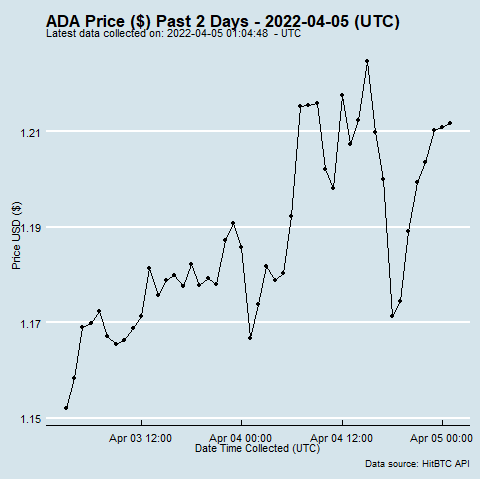 ADA Price ($) Past 2 Days - 2022-04-05 (UTC)
Latest data collected on: 2022-04-05 01:04:48 - UTC
1.21
1.19
1.17
1.15
Price USD ($)
Apr 03 12:00 Apr 04 00:00 Apr 04 12:00 Apr 05 00:00
Date Time Collected (UTC)
Data source: HitBTC API